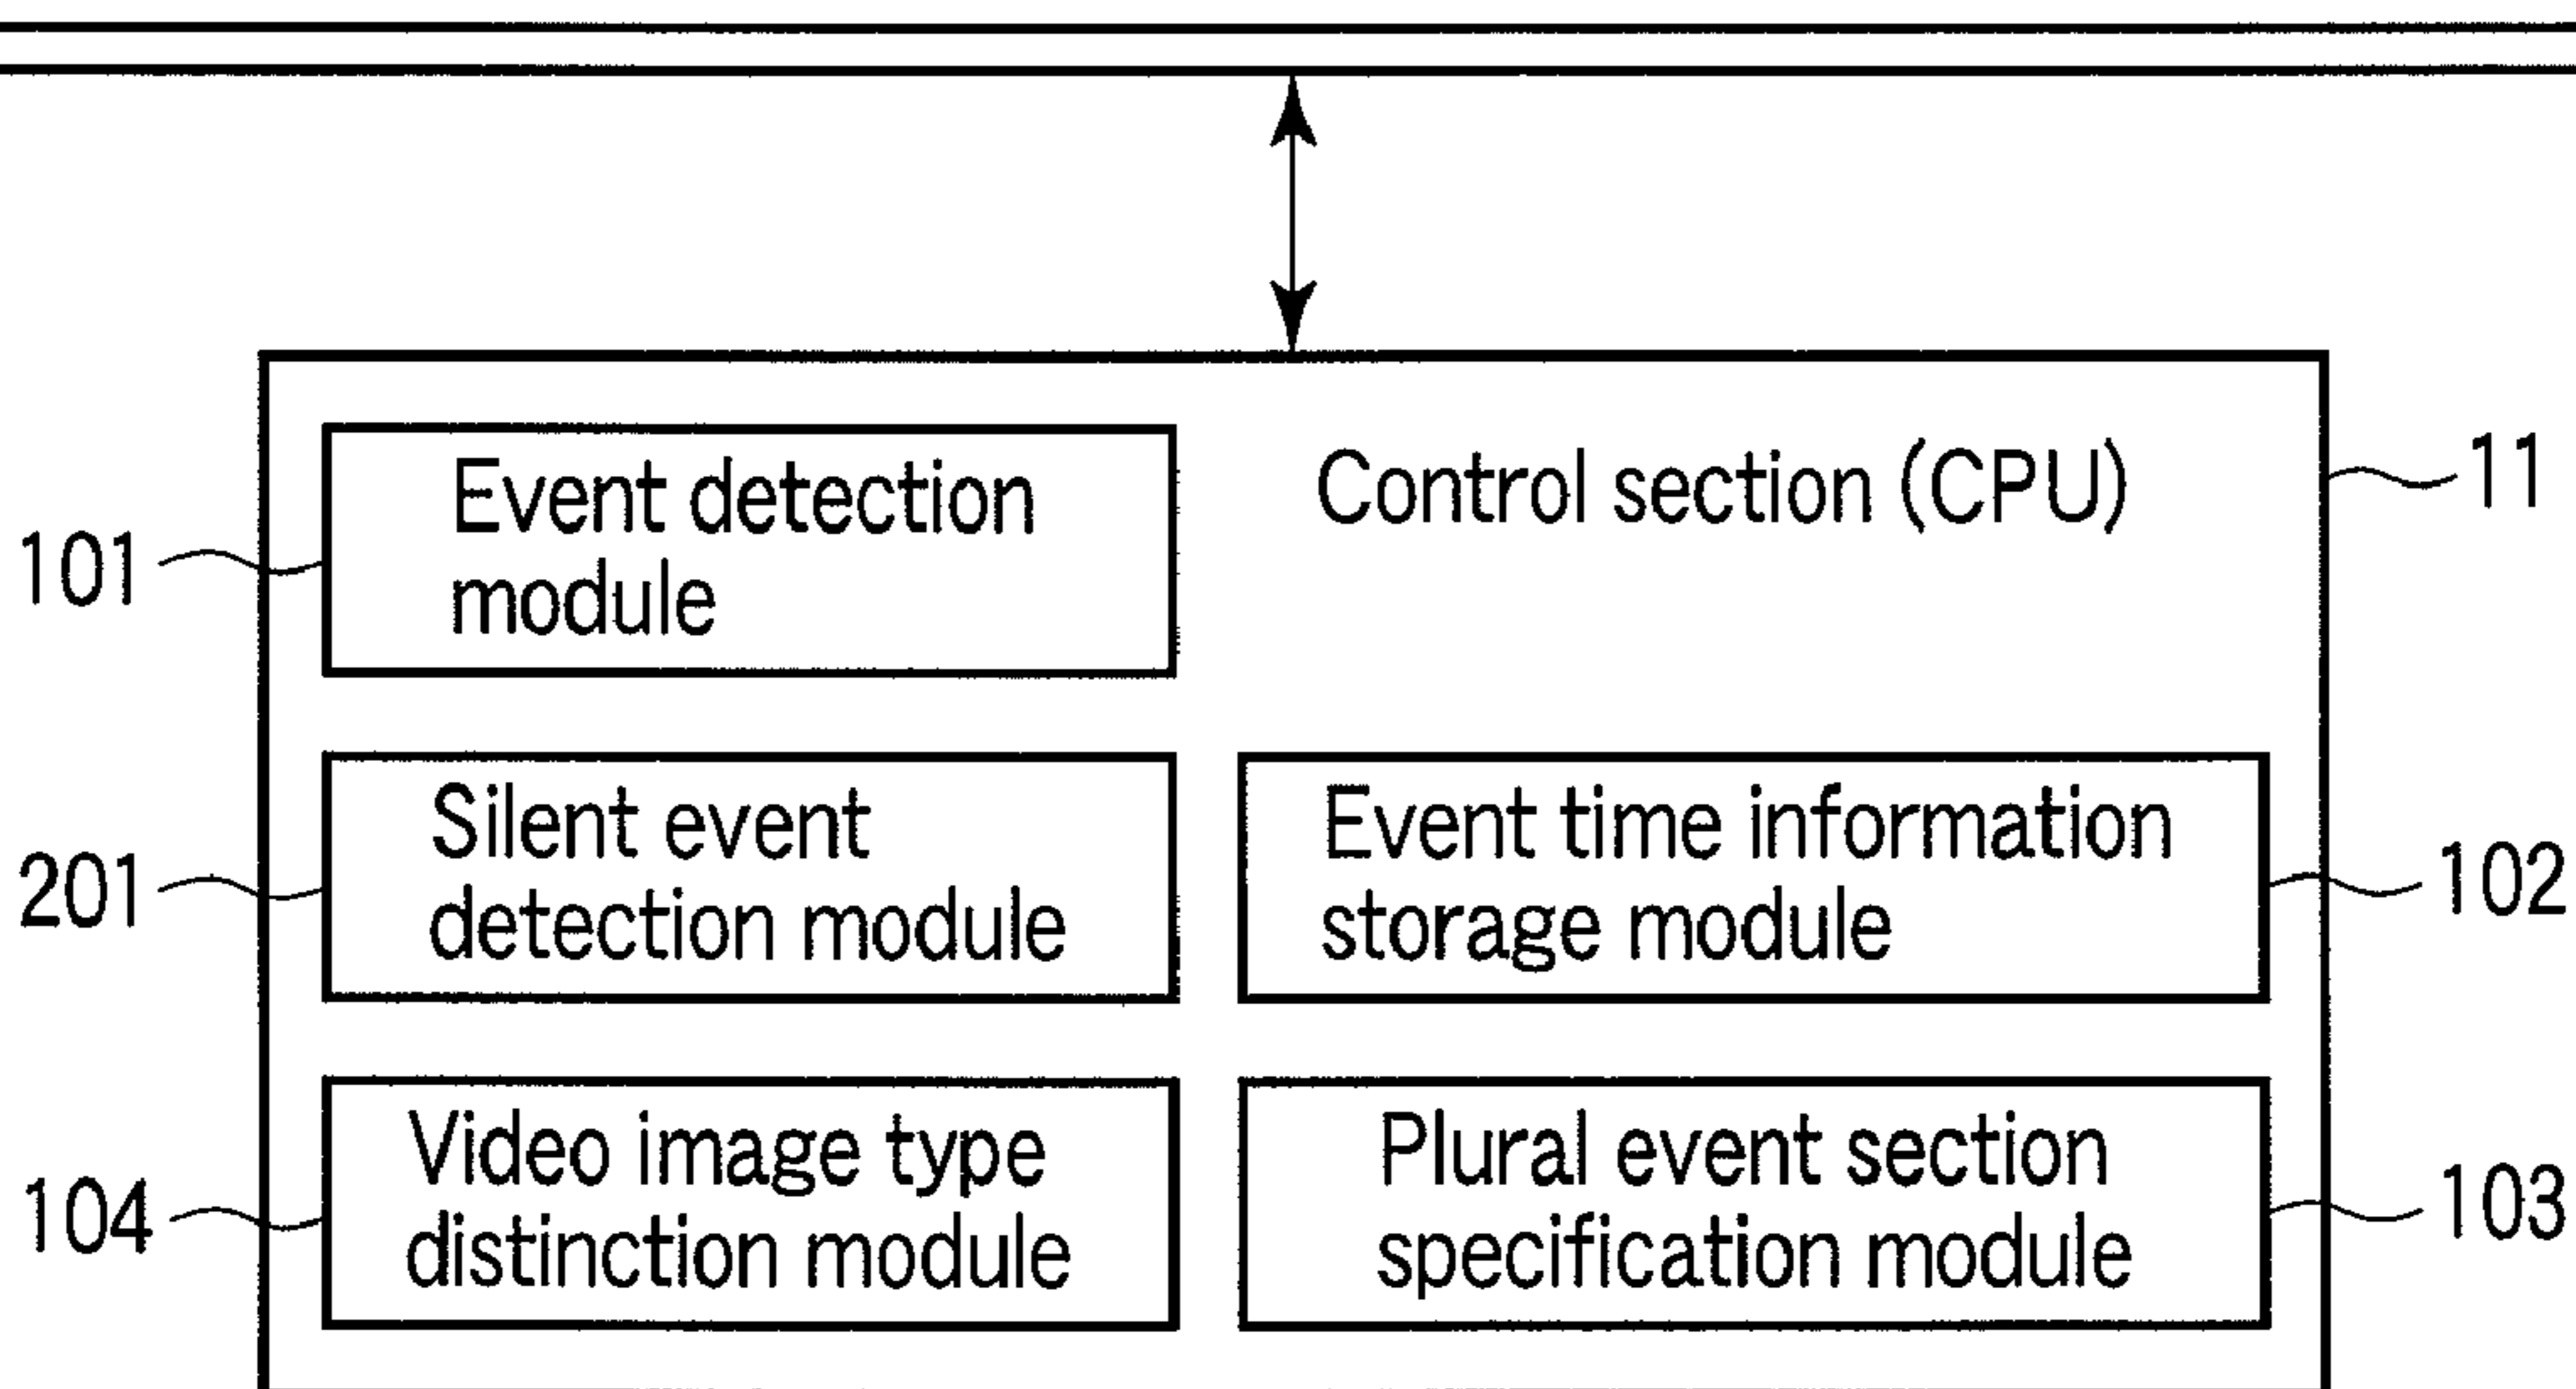 Event detection
module
Control section (CPU)
11
101
Silent event
detection module
201
Event time information
storage module
102
Video image type
distinction module
104
Plural event section
specification module
103